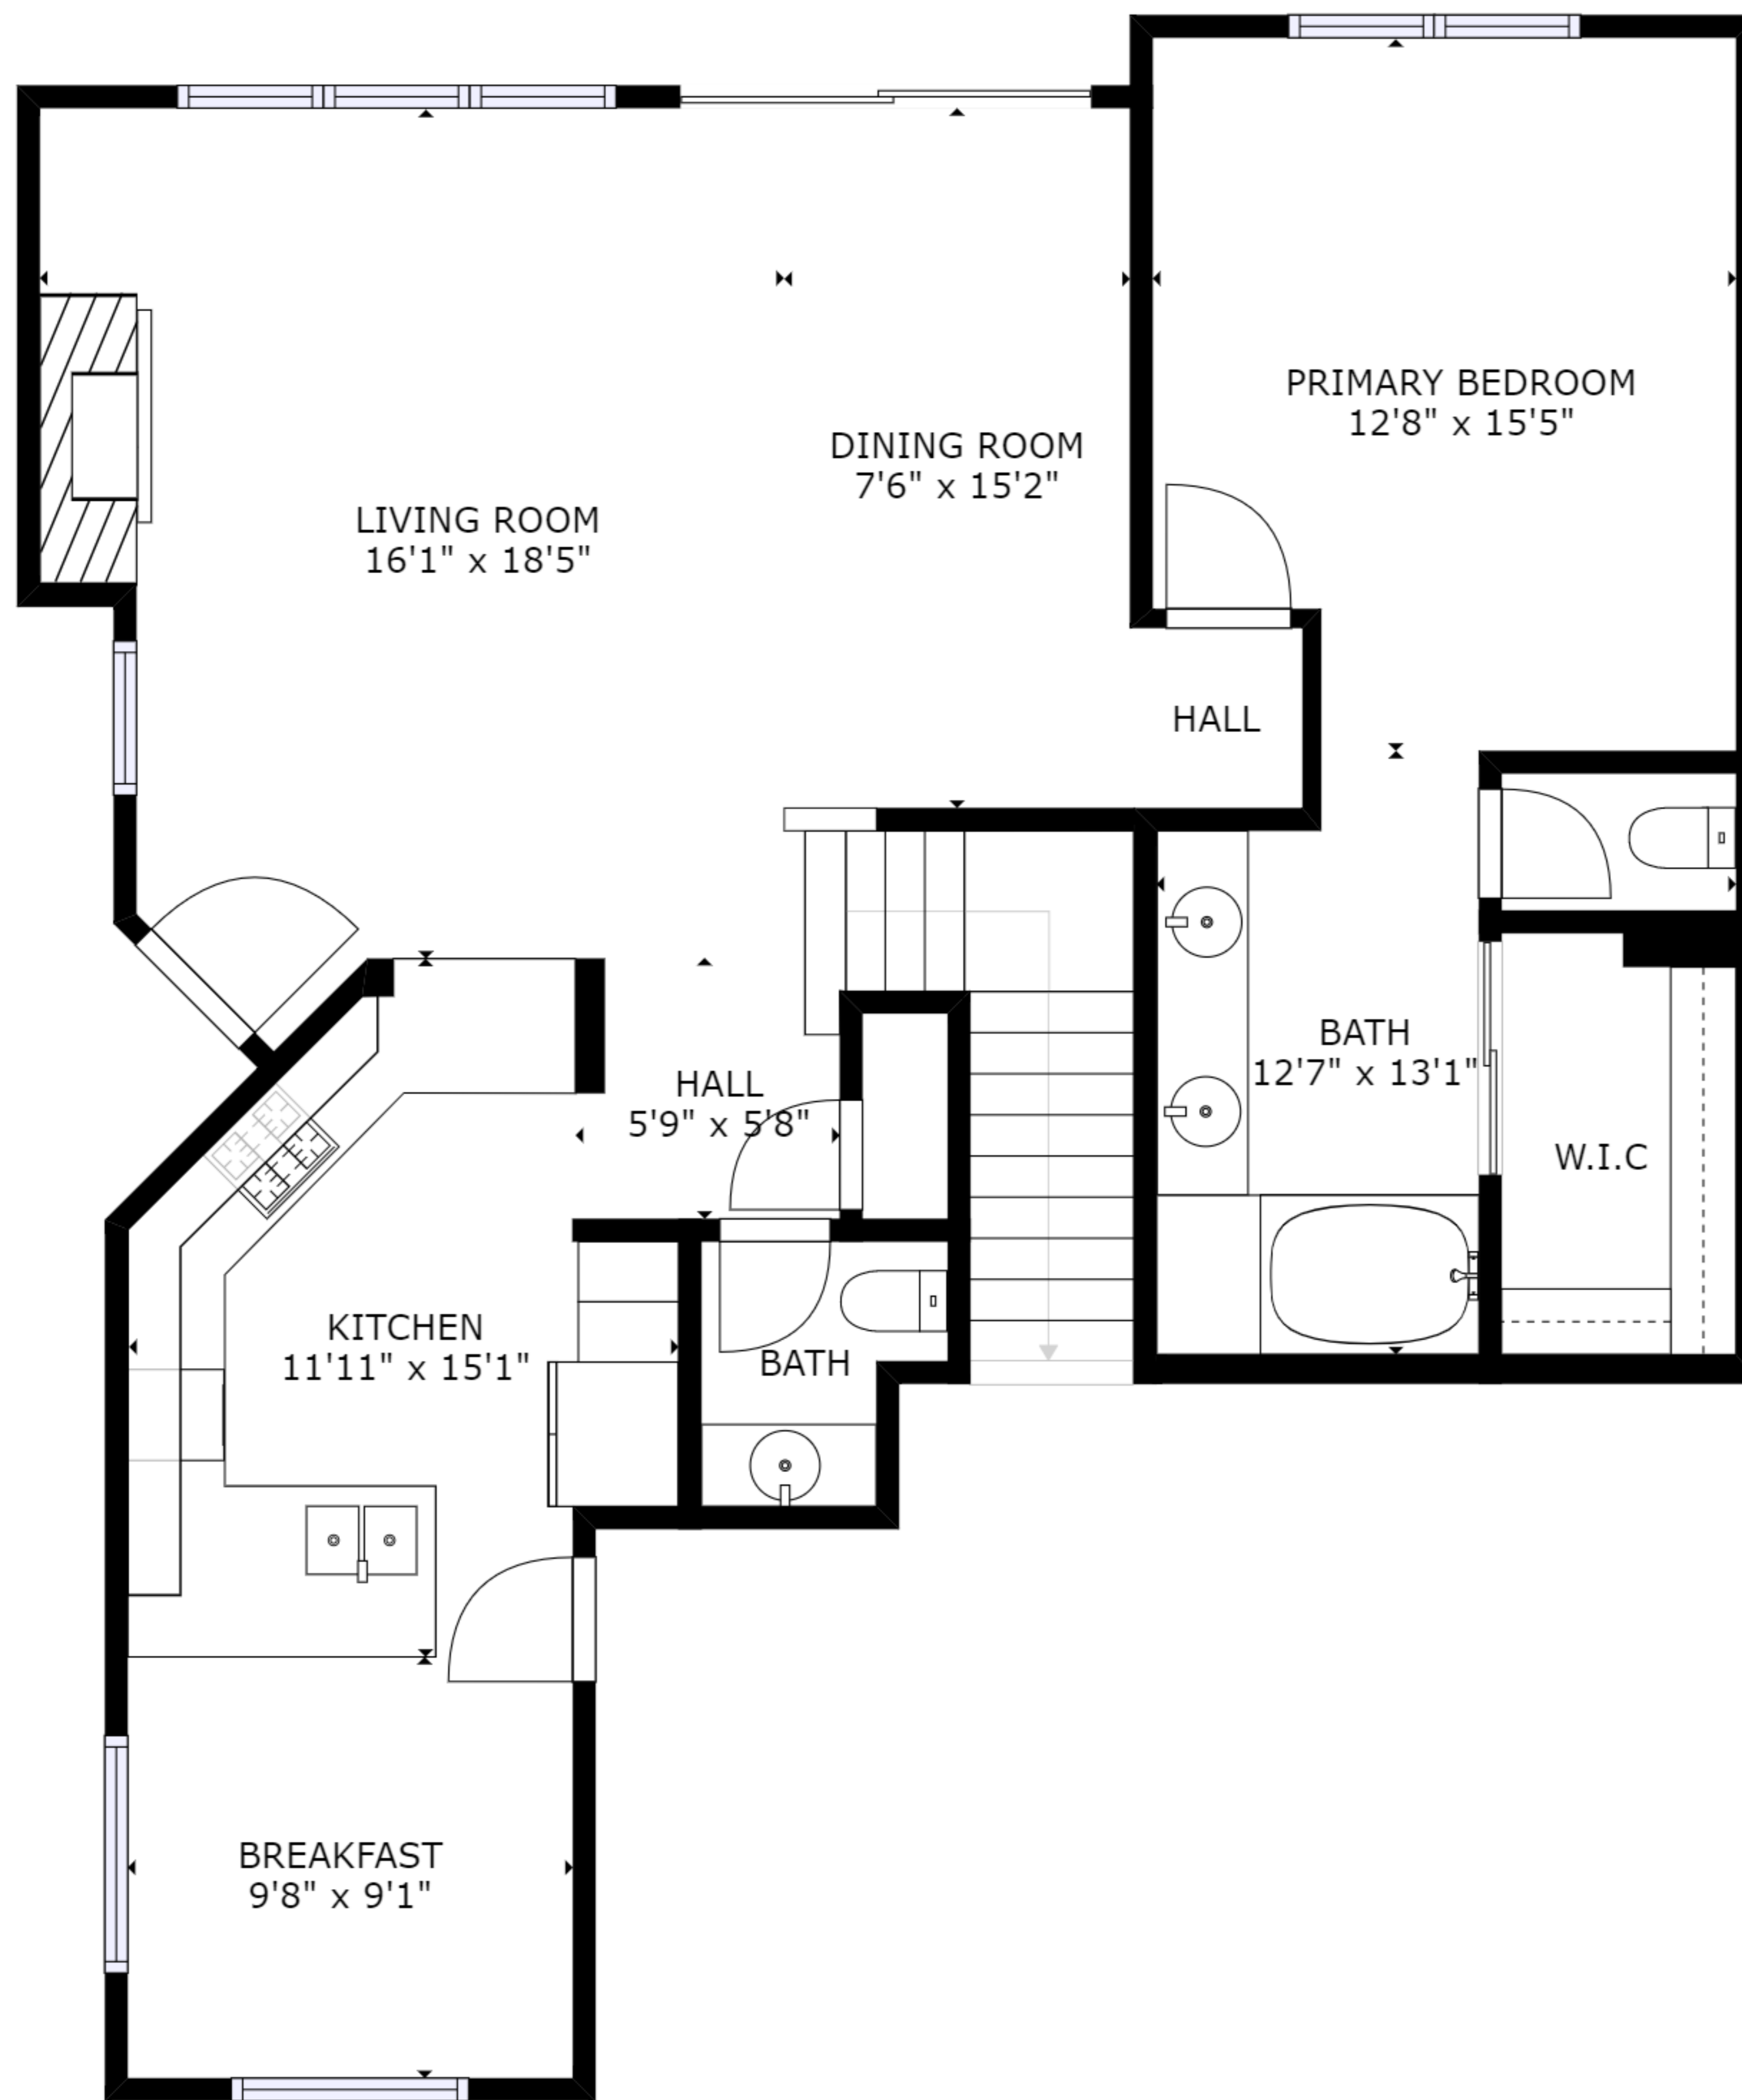 PRIMARY BEDROOM
12'8" x 15'5"
DINING ROOM
7'6" x 15'2"
LIVING ROOM
16'1" x 18'5"
HALL
BATH
12'7" x 13'1"
HALL
5'9" x 5'8"
W.I.C
KITCHEN
11'11" x 15'1"
BATH
BREAKFAST
9'8" x 9'1"